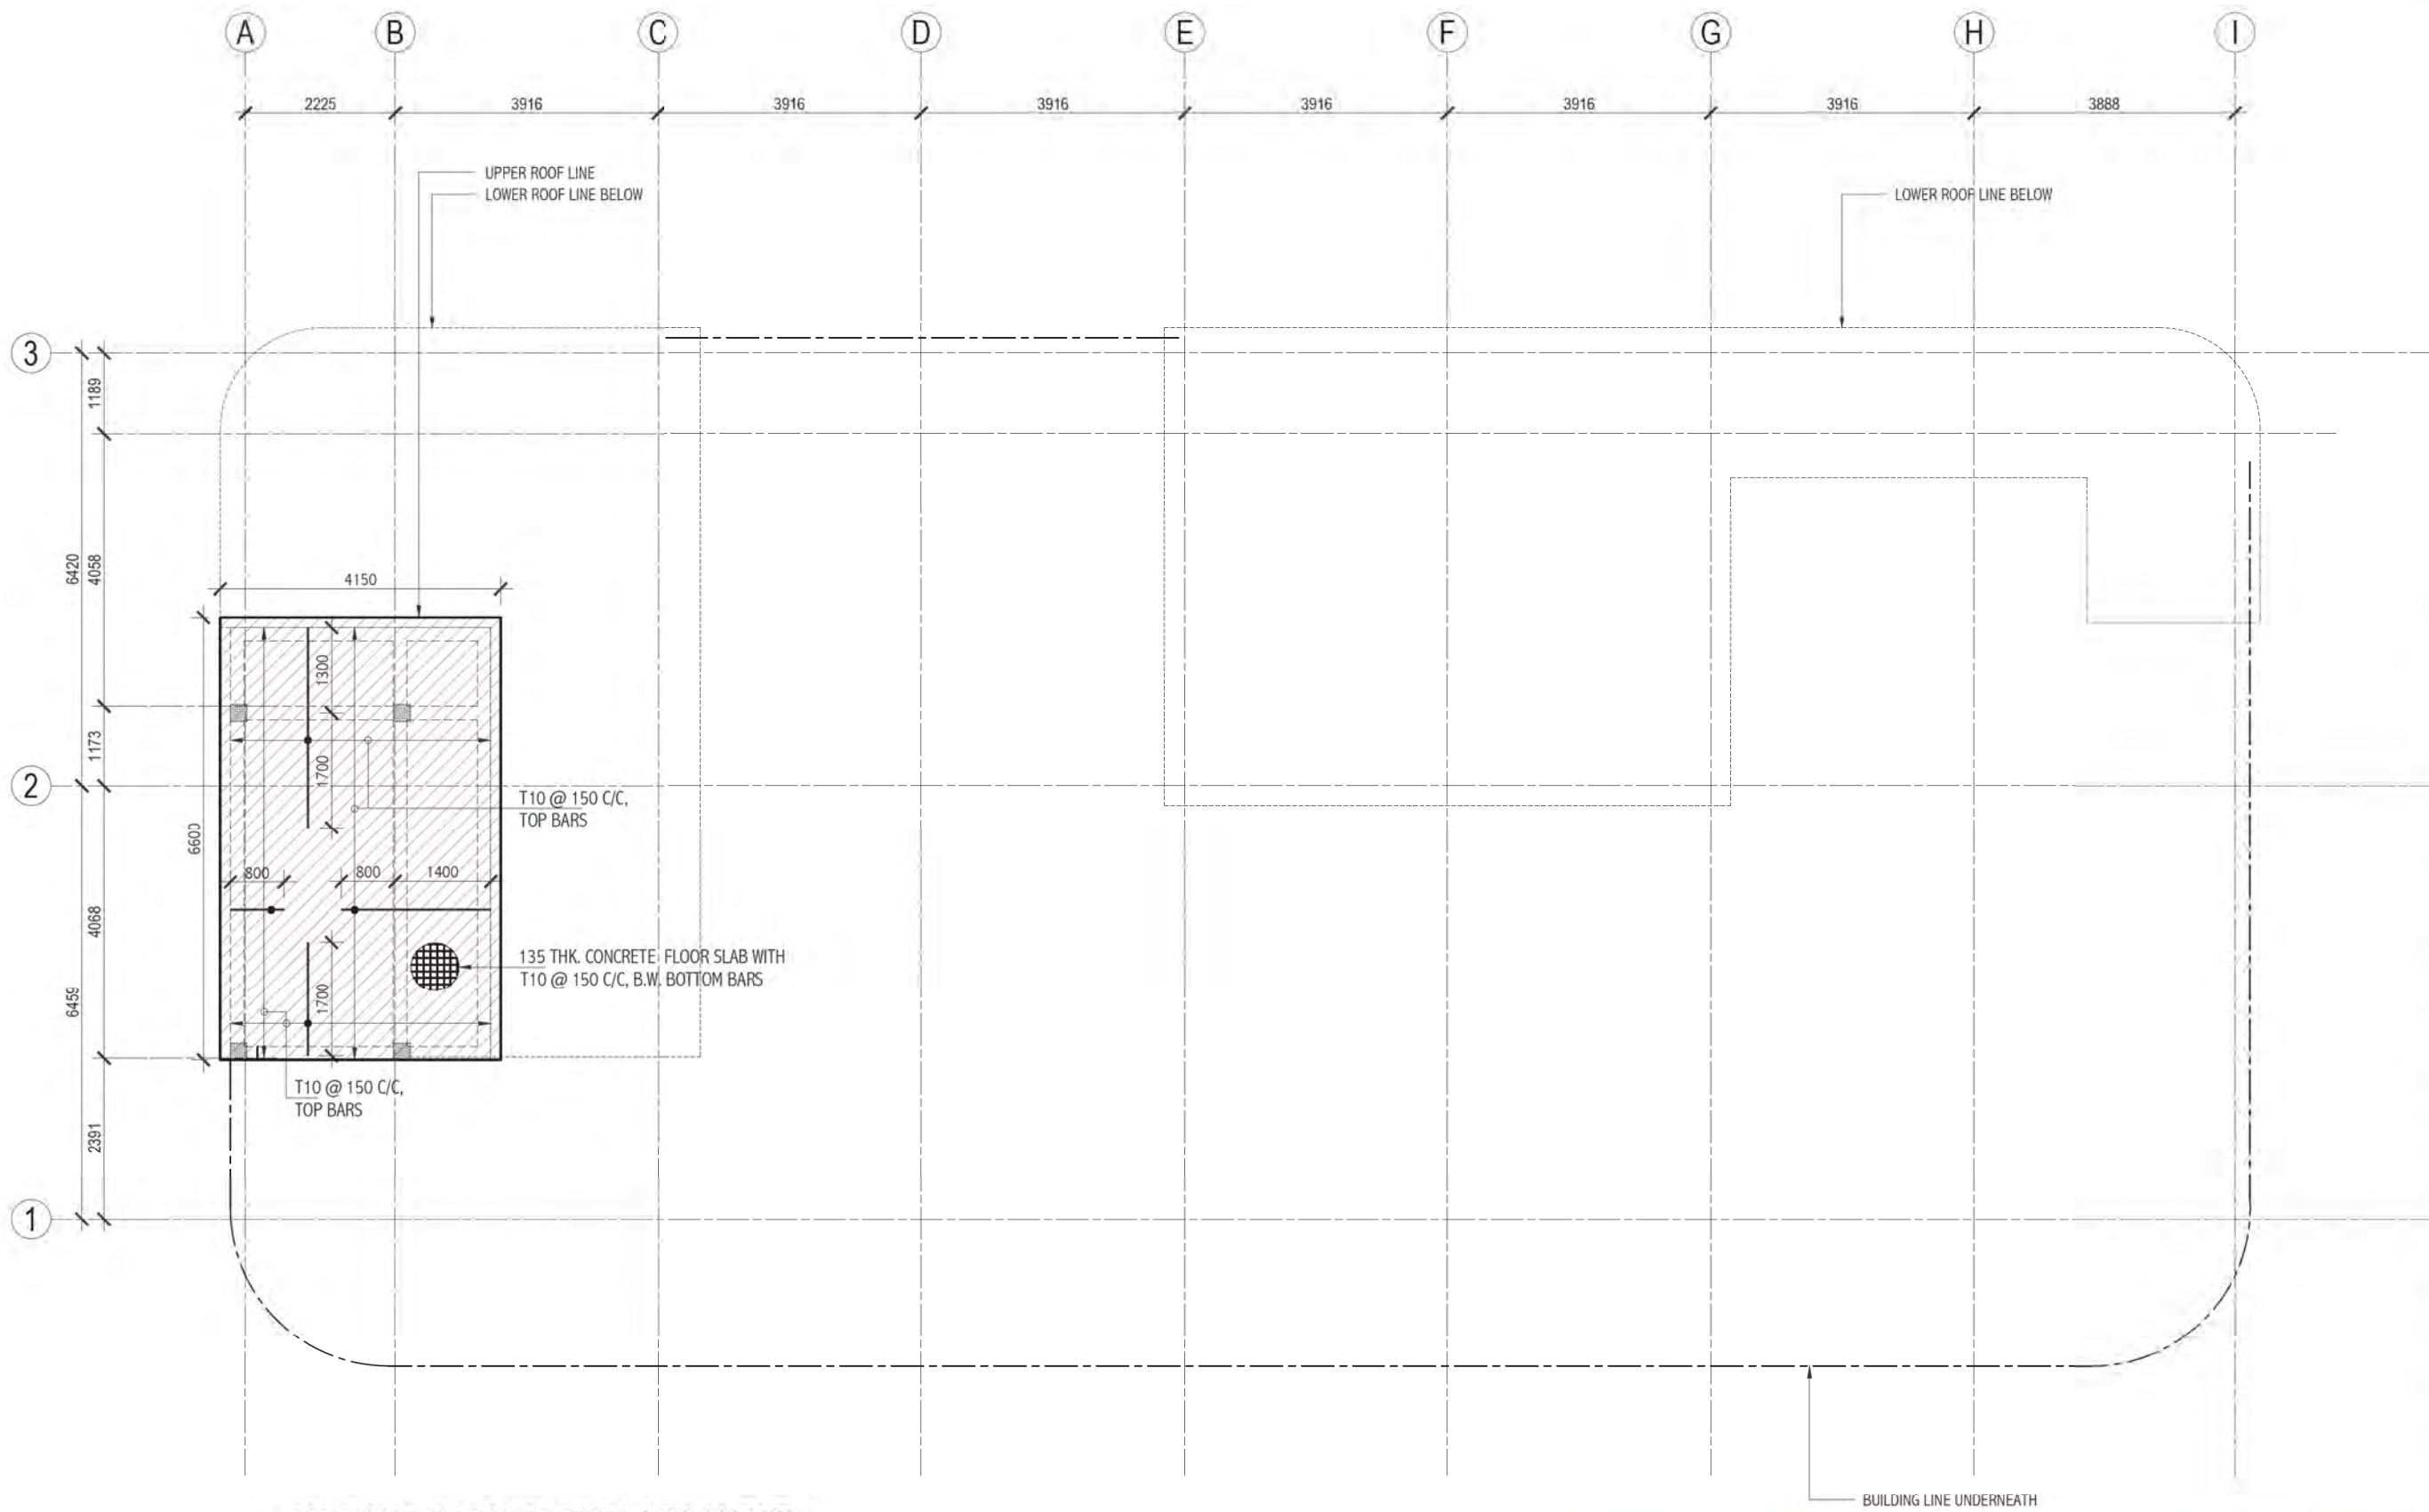 A B C D E F G H I
2225 3916 3916 3916 3916 3916 3916 3888
UPPER ROOF LINE
LOWER ROOF LINE BELOW
LOWER ROOF LINE BELOW
3
1189
6420
4058
4150
1300
1173
1700
2
T10 @ 150 C/C,
TOP BARS
6600
800 800 1400
4068
135 THK. CONCRETE FLOOR SLAB WITH
T10 @ 150 C/C, B.W. BOTTOM BARS
6459
1700
T10 @ 150 C/C,
TOP BARS
2391
1
BUILDING LINE UNDERNEATH